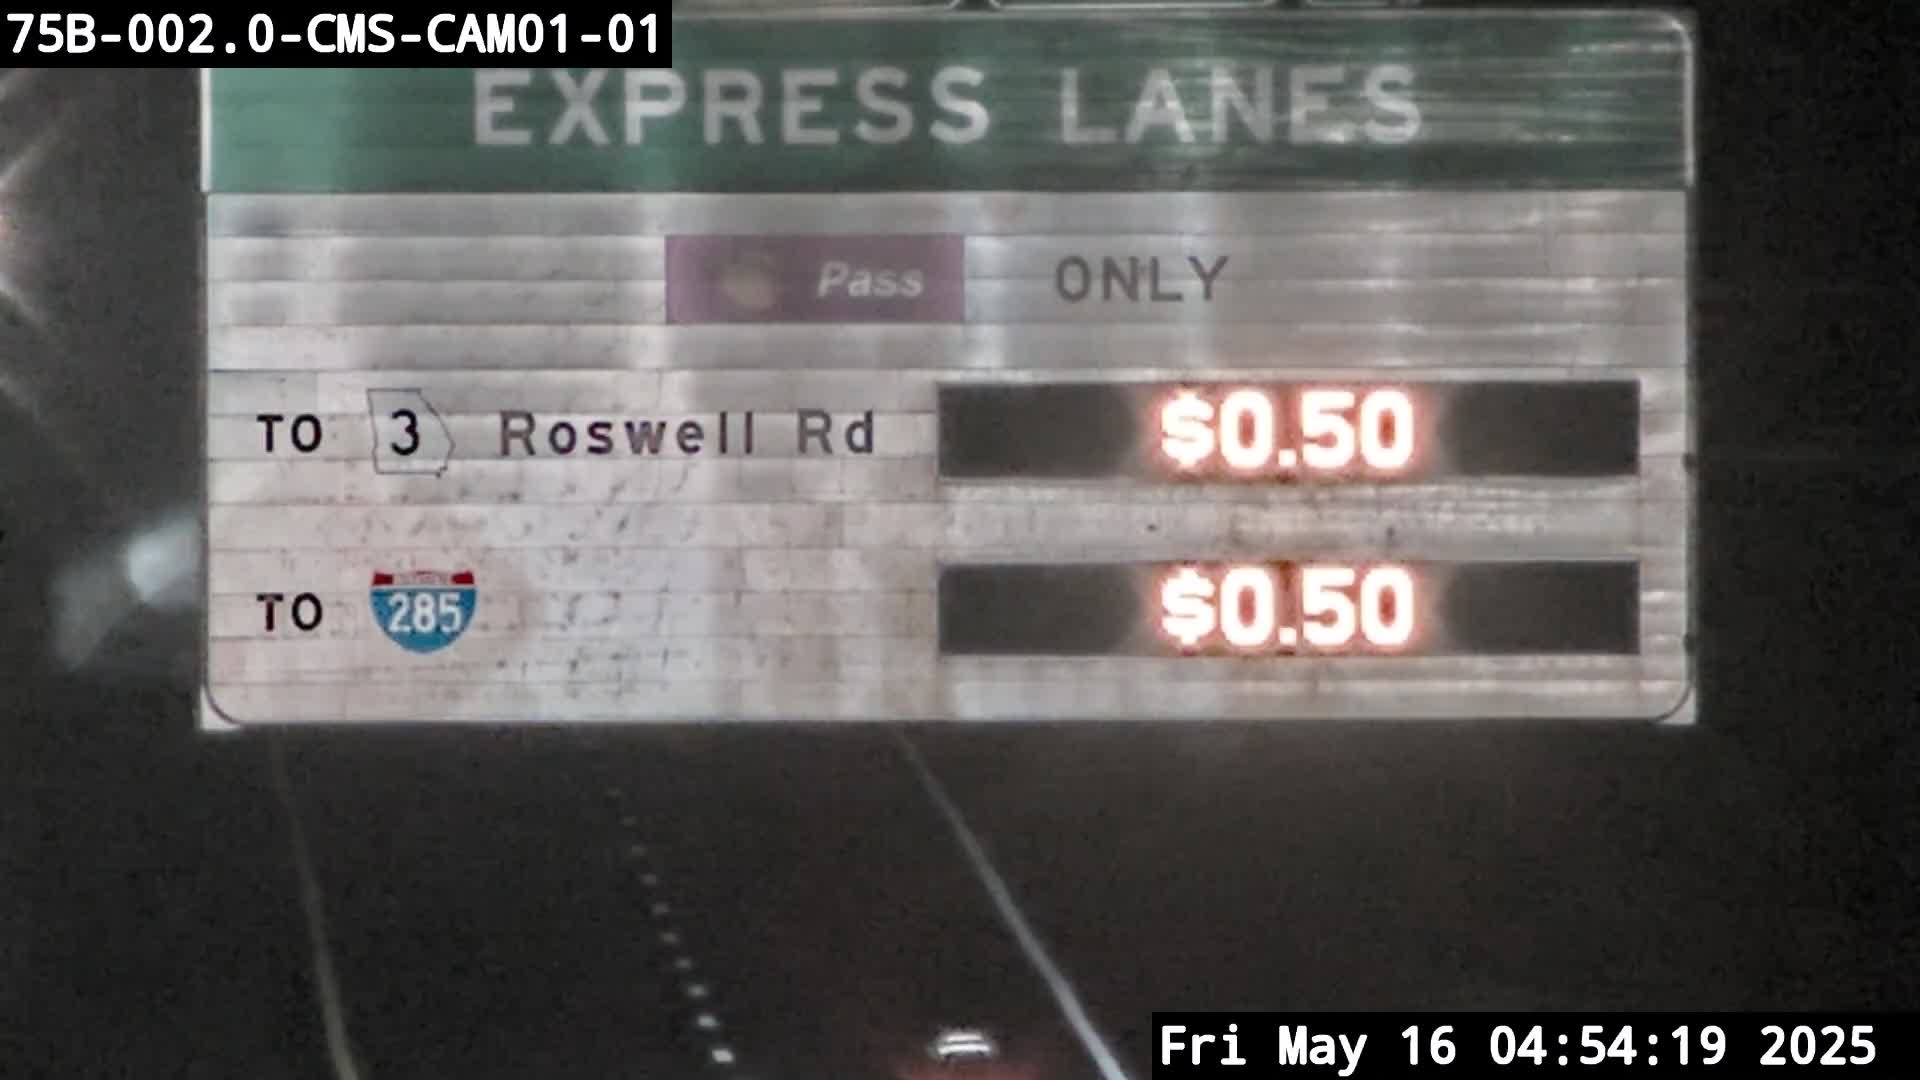 75B-002.0-CMS-CAM01-01
EXPRESS LANES
Pass ONLY
TO 3 Roswell Rd $0.50
TO 285 $0.50
Fri May 16 04:54:19 2025